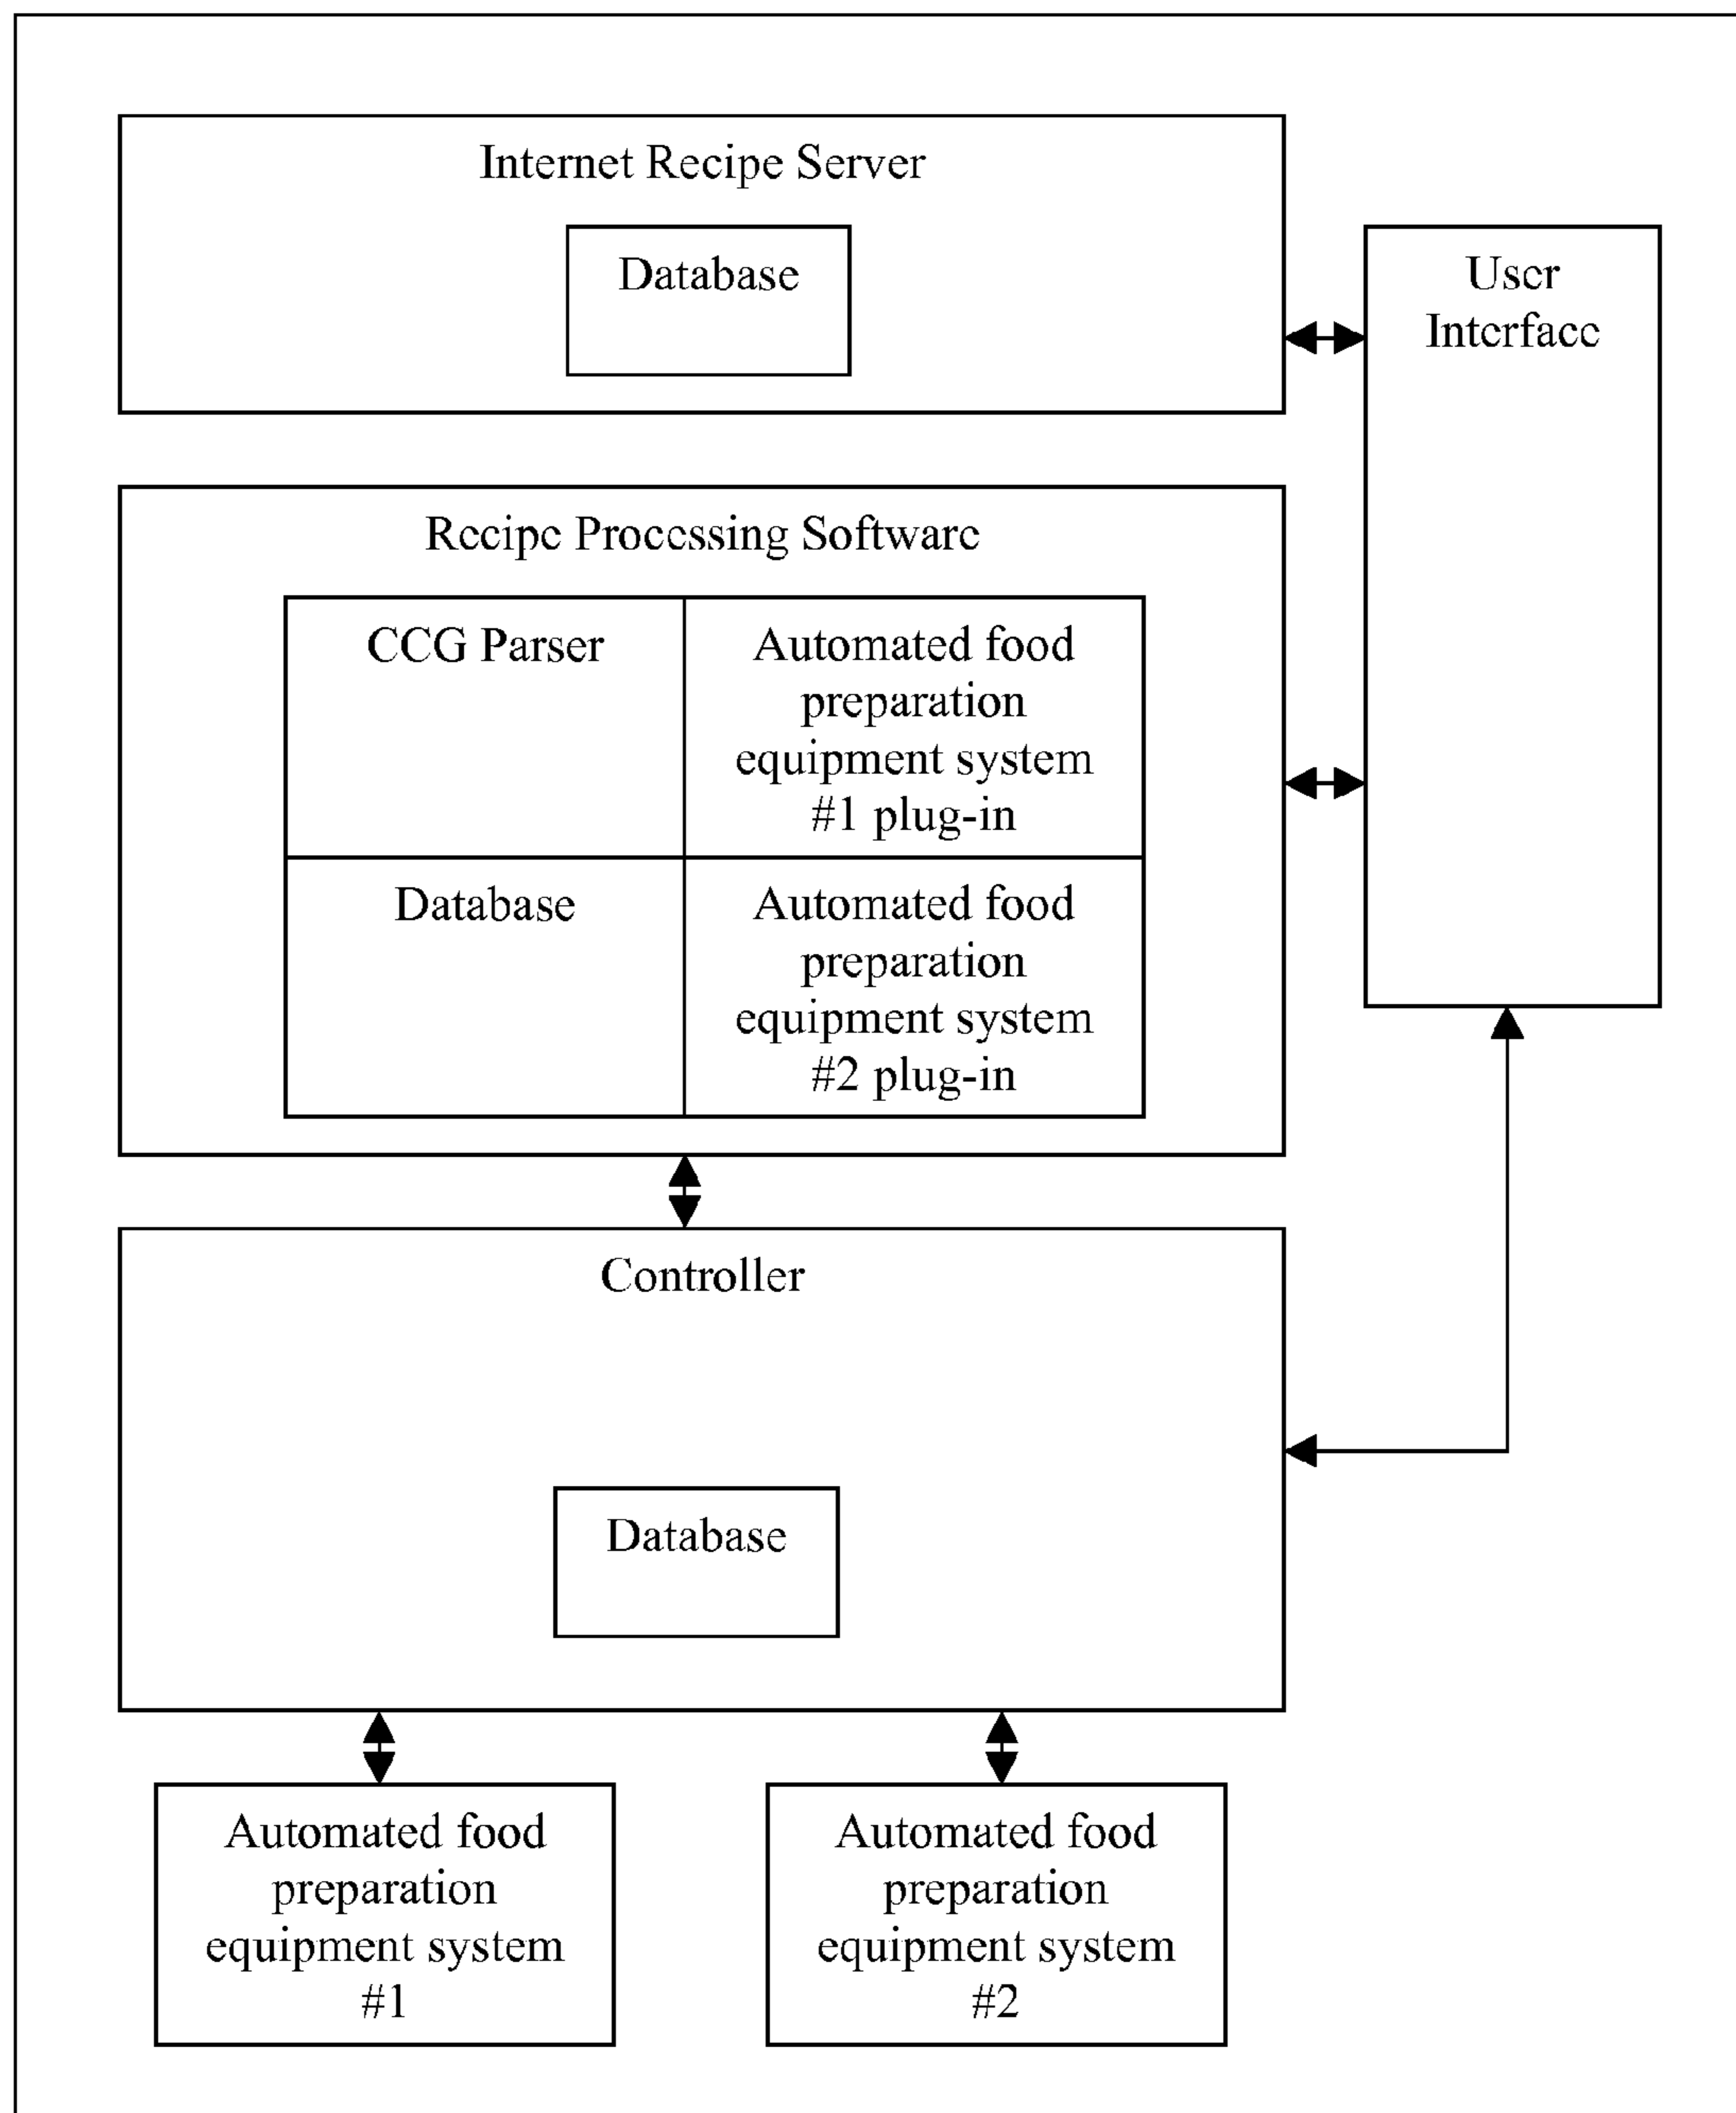 Internet Recipe Server
Database
User
Interface
Recipe Processing Software
CCG Parser
Automated food
preparation
equipment system
#1 plug-in
Database
Automated food
preparation
equipment system
#2 plug-in
Controller
Database
Automated food
preparation
equipment system
#1
Automated food
preparation
equipment system
#2